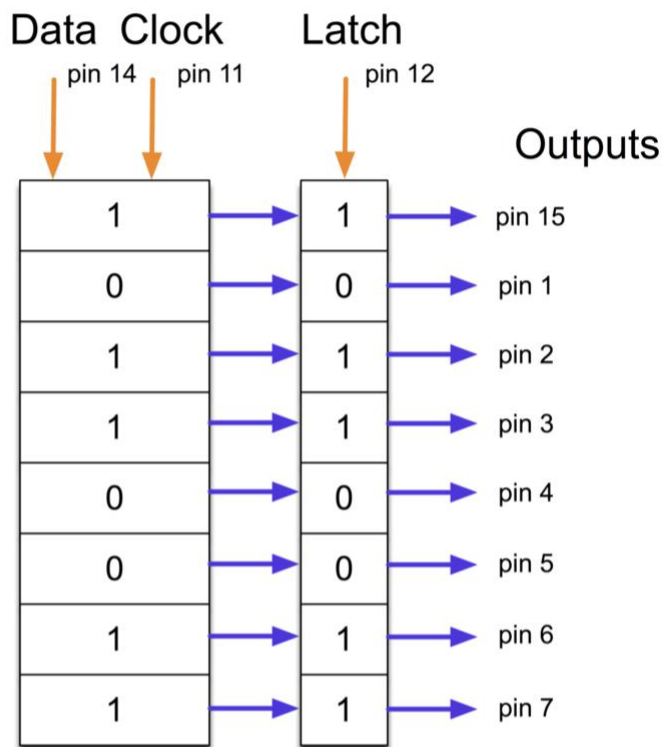 Data Clock Latch
pin 14 pin 11 pin 12
Outputs
1 1 pin 15
0 0 pin 1
1 1 pin 2
1 1 pin 3
0 0 pin 4
0 0 pin 5
1 1 pin 6
1 1 pin 7